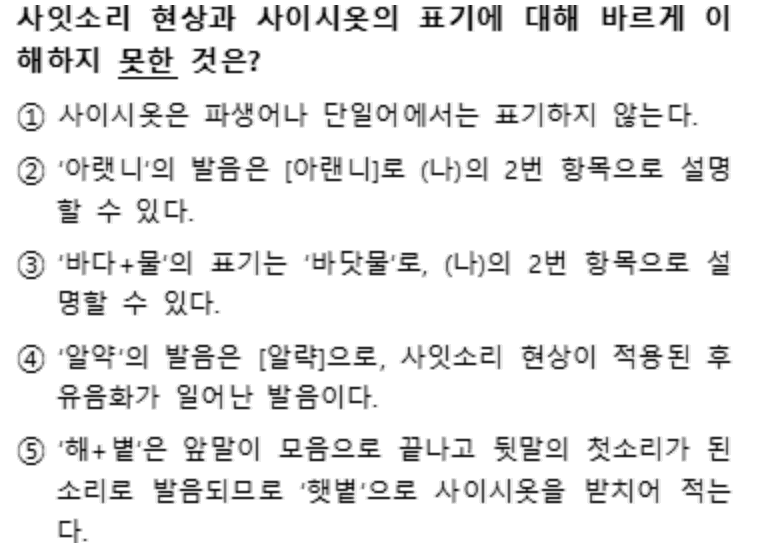 사잇소리 현상과 사이시옷의 표기에 대해 바르게 이
해하지 못한 것은?
① 사이시옷은 파생어나 단일어에서는 표기하지 않는다.
② ‘아랫니’의 발음은 [아랜니]로 (나)의 2번 항목으로 설명
할 수 있다.
③ ‘바다+물’의 표기는 ‘바닷물’로, (나)의 2번 항목으로 설
명할 수 있다.
④ ‘알약’의 발음은 [알략]으로, 사잇소리 현상이 적용된 후
유음화가 일어난 발음이다.
⑤ ‘해+볕’은 앞말이 모음으로 끝나고 뒷말의 첫소리가 된
소리로 발음되므로 ‘햇볕’으로 사이시옷을 받치어 적는
다.